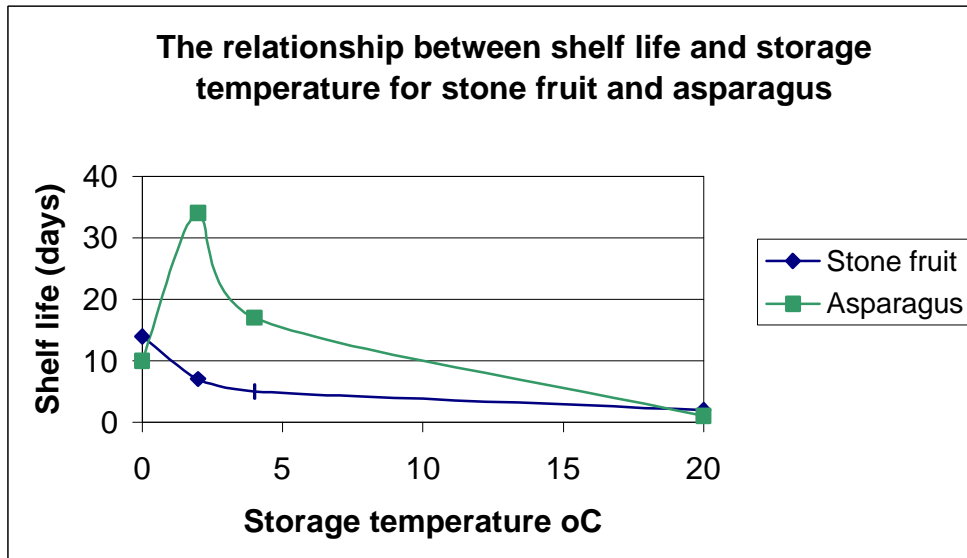 The relationship between shelf life and storage
temperature for stone fruit and asparagus
40
30
20
10
0
Shelf life (days)
0 5 10 15 20
Storage temperature oC
Stone fruit
Asparagus